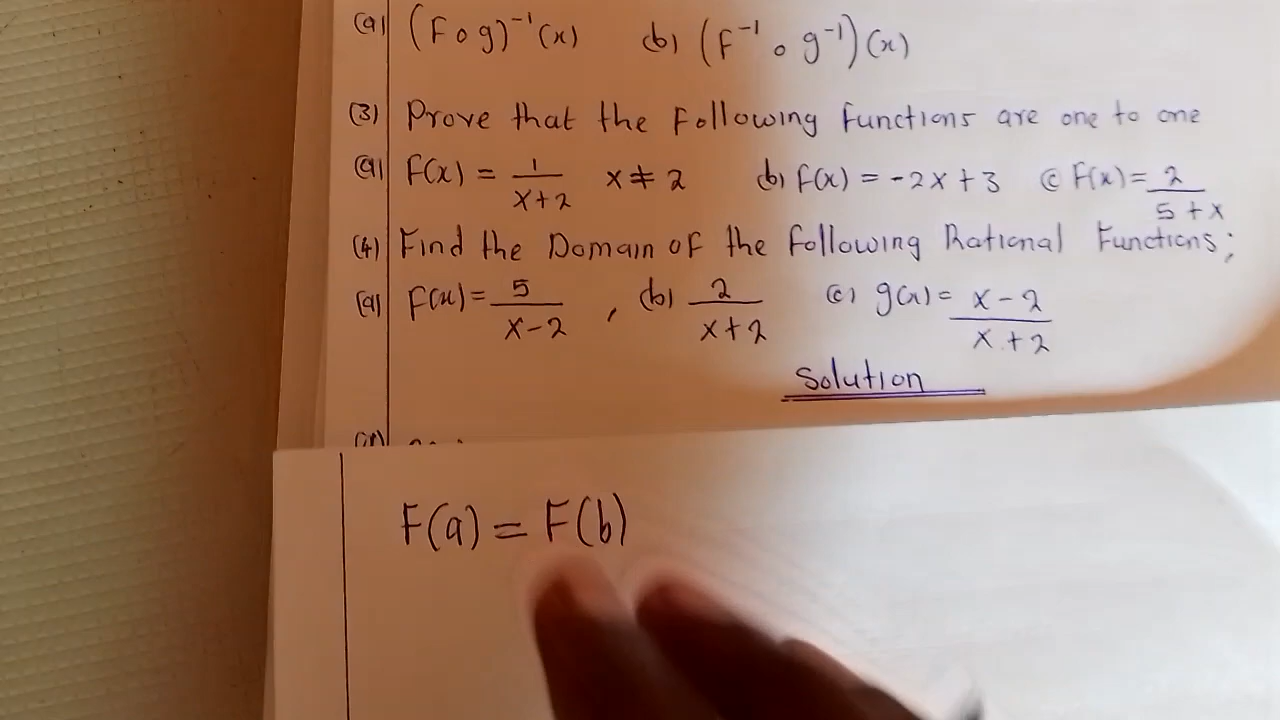 (a) (Fog)⁻¹(x) (b) (F⁻¹ o g⁻¹)(x)
(3) Prove that the following functions are one to one
(a) F(x) = 1/(x+2) x ≠ 2 (b) F(x) = -2x+3 (c) F(x) = 2/(5+x)
(4) Find the Domain of the following Rational Functions;
(a) F(x) = 5/(x-2), (b) 2/(x+2) (c) g(x) = (x-2)/(x+2)
Solution
F(a) = F(b)